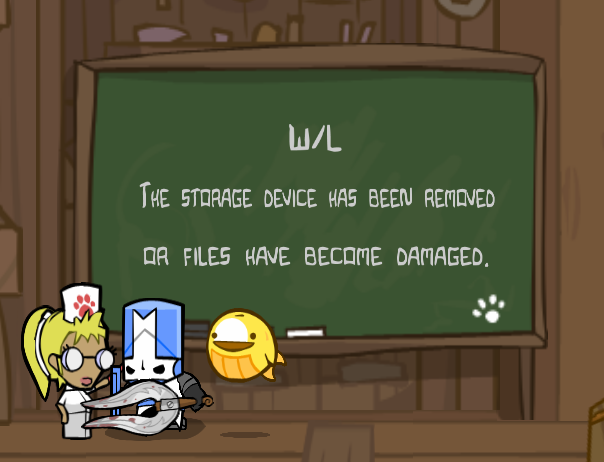 W/L
The storage device has been removed
or files have become damaged.